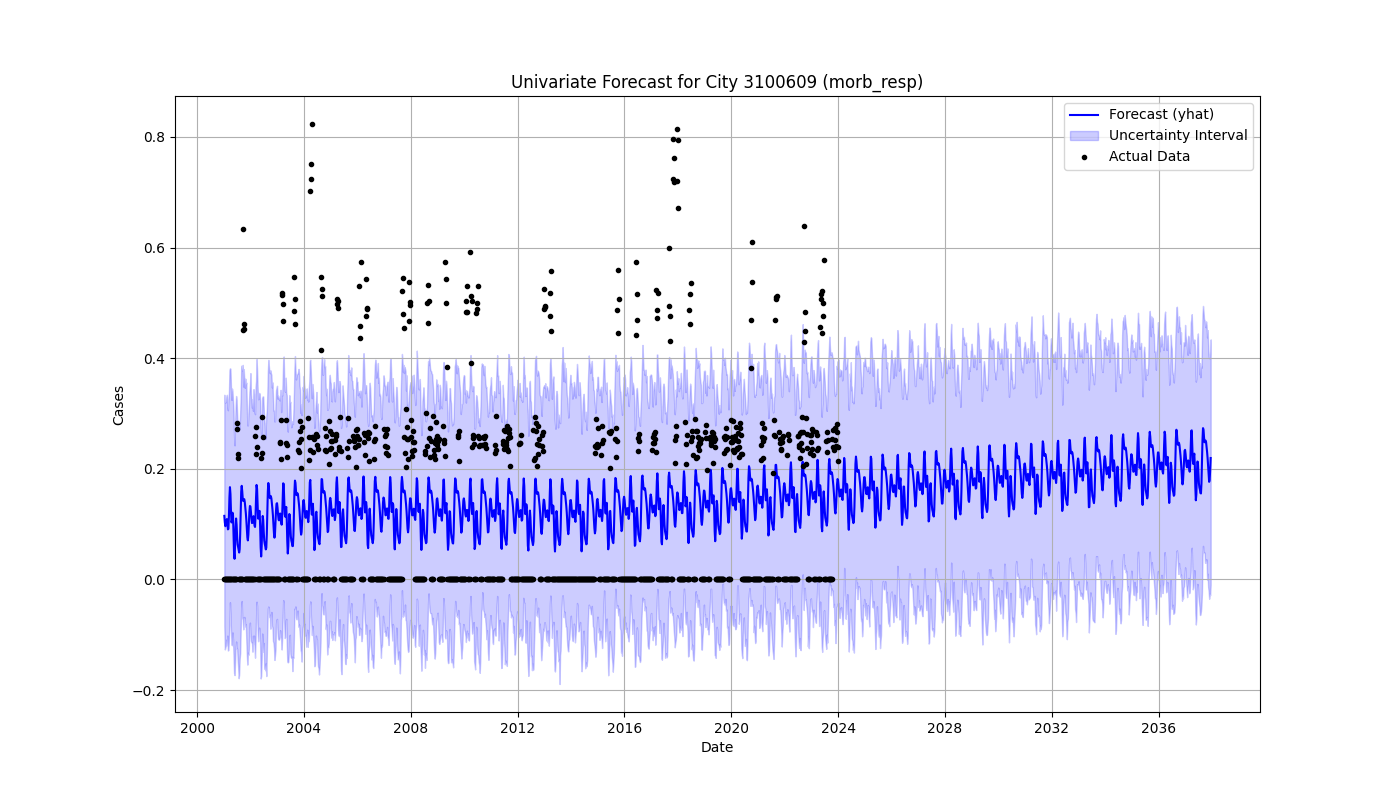 Univariate Forecast for City 3100609 (morb_resp)
Forecast (yhat)
Uncertainty Interval
Actual Data
Cases
0.8
0.6
0.4
0.2
0.0
−0.2
2000 2004 2008 2012 2016 2020 2024 2028 2032 2036
Date